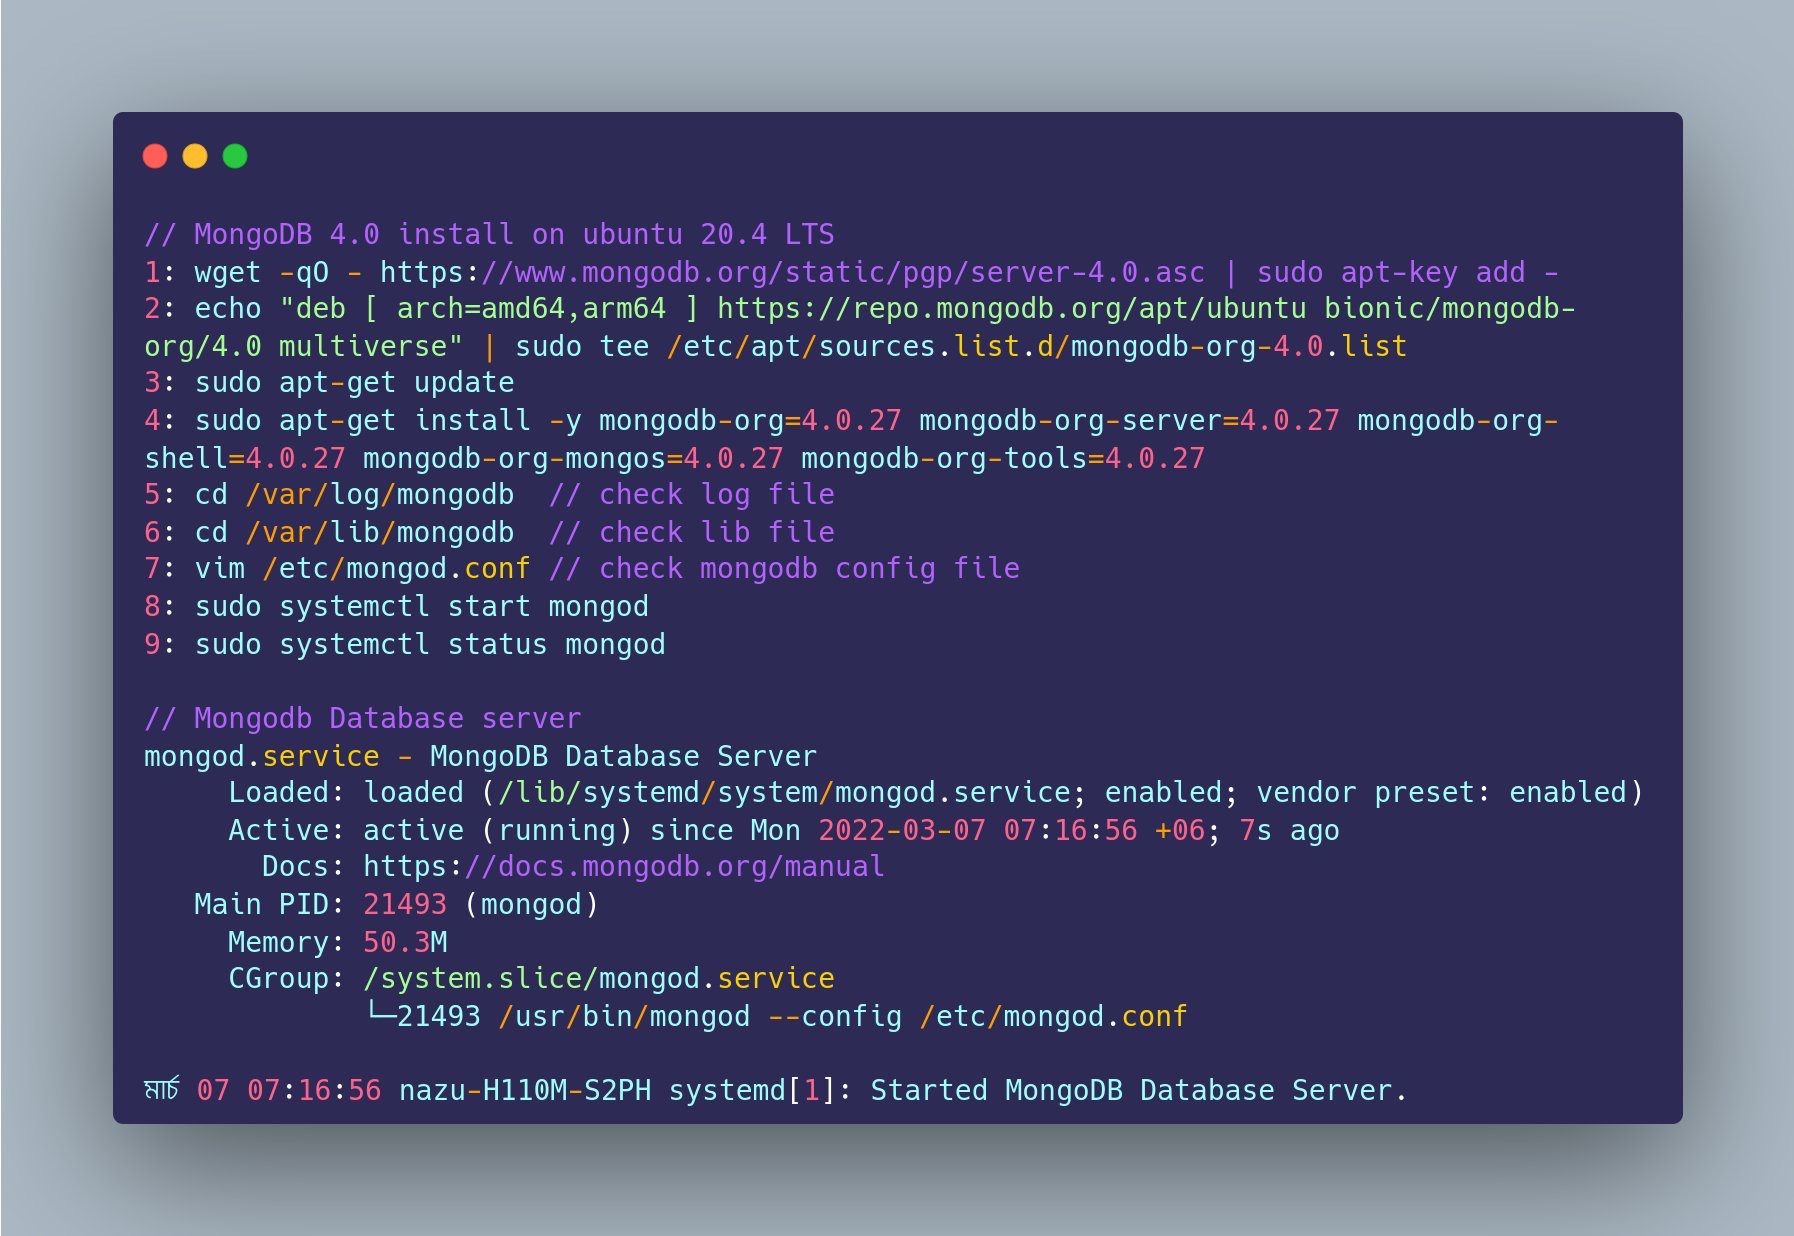 // MongoDB 4.0 install on ubuntu 20.4 LTS
1: wget -qO - https://www.mongodb.org/static/pgp/server-4.0.asc | sudo apt-key add -
2: echo "deb [ arch=amd64,arm64 ] https://repo.mongodb.org/apt/ubuntu bionic/mongodb-
org/4.0 multiverse" | sudo tee /etc/apt/sources.list.d/mongodb-org-4.0.list
3: sudo apt-get update
4: sudo apt-get install -y mongodb-org=4.0.27 mongodb-org-server=4.0.27 mongodb-org-
shell=4.0.27 mongodb-org-mongos=4.0.27 mongodb-org-tools=4.0.27
5: cd /var/log/mongodb  // check log file
6: cd /var/lib/mongodb  // check lib file
7: vim /etc/mongod.conf // check mongodb config file
8: sudo systemctl start mongod
9: sudo systemctl status mongod

// Mongodb Database server
mongod.service - MongoDB Database Server
     Loaded: loaded (/lib/systemd/system/mongod.service; enabled; vendor preset: enabled)
     Active: active (running) since Mon 2022-03-07 07:16:56 +06; 7s ago
       Docs: https://docs.mongodb.org/manual
   Main PID: 21493 (mongod)
     Memory: 50.3M
     CGroup: /system.slice/mongod.service
             └─21493 /usr/bin/mongod --config /etc/mongod.conf

মার্চ 07 07:16:56 nazu-H110M-S2PH systemd[1]: Started MongoDB Database Server.